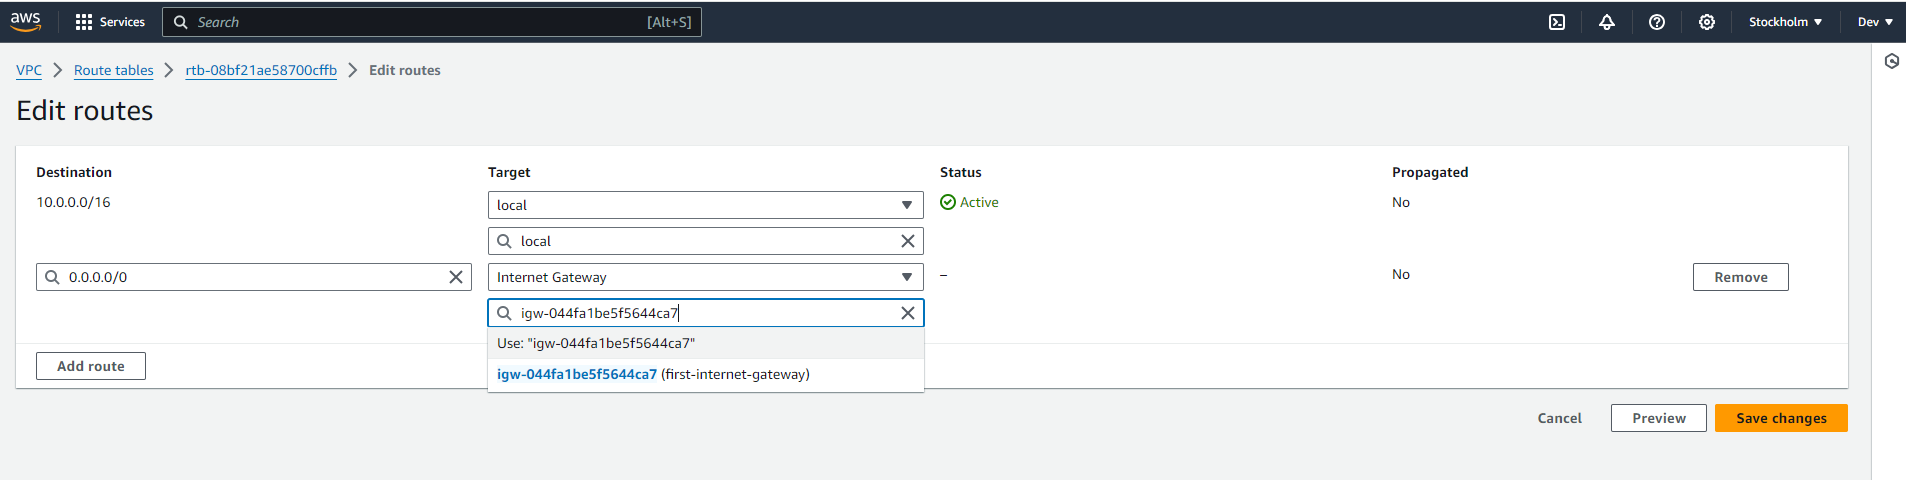 aws Services Search [Alt+S] Stockholm Dev
VPC Route tables rtb-08bf21ae58700cffb Edit routes
Edit routes
Destination Target Status Propagated
10.0.0.0/16 local Active No
local
0.0.0.0/0 Internet Gateway – No Remove
igw-044fa1be5f5644ca7
Use: "igw-044fa1be5f5644ca7"
Add route
igw-044fa1be5f5644ca7 (first-internet-gateway)
Cancel Preview Save changes